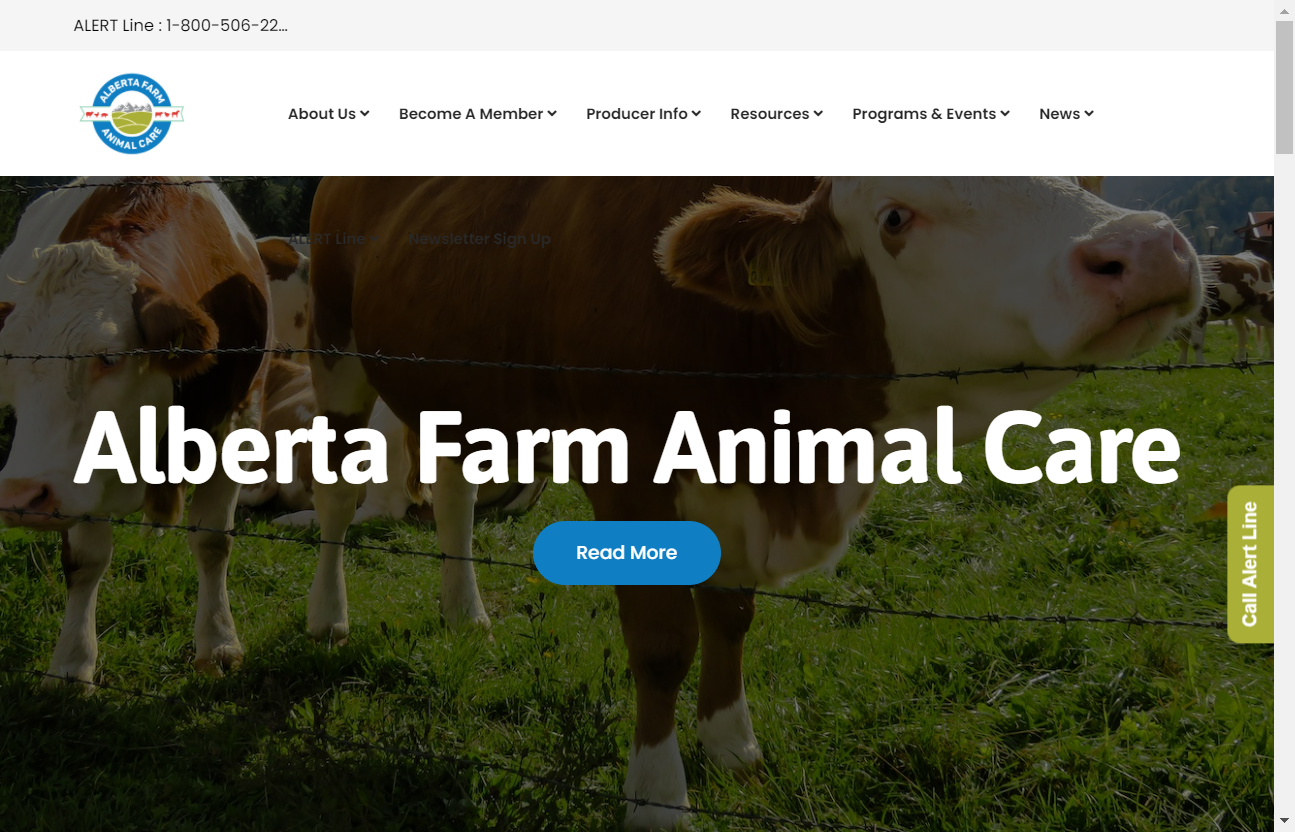 ALERT Line : 1-800-506-22...
ALBERTA FARM
ANIMAL CARE
About Us
Become A Member
Producer Info
Resources
Programs & Events
News
ALERT Line
Newsletter Sign Up
Alberta Farm Animal Care
Read More
Call Alert Line